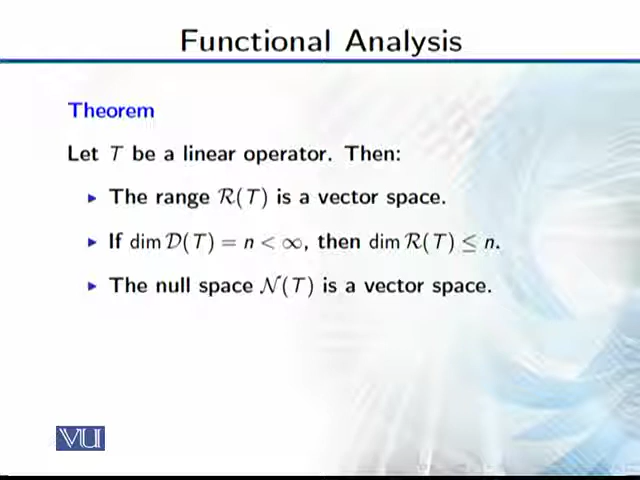 Functional Analysis
Theorem
Let T be a linear operator. Then:
▸ The range ℛ(T) is a vector space.
▸ If dim 𝒟(T) = n < ∞, then dim ℛ(T) ≤ n.
▸ The null space 𝒩(T) is a vector space.
VU